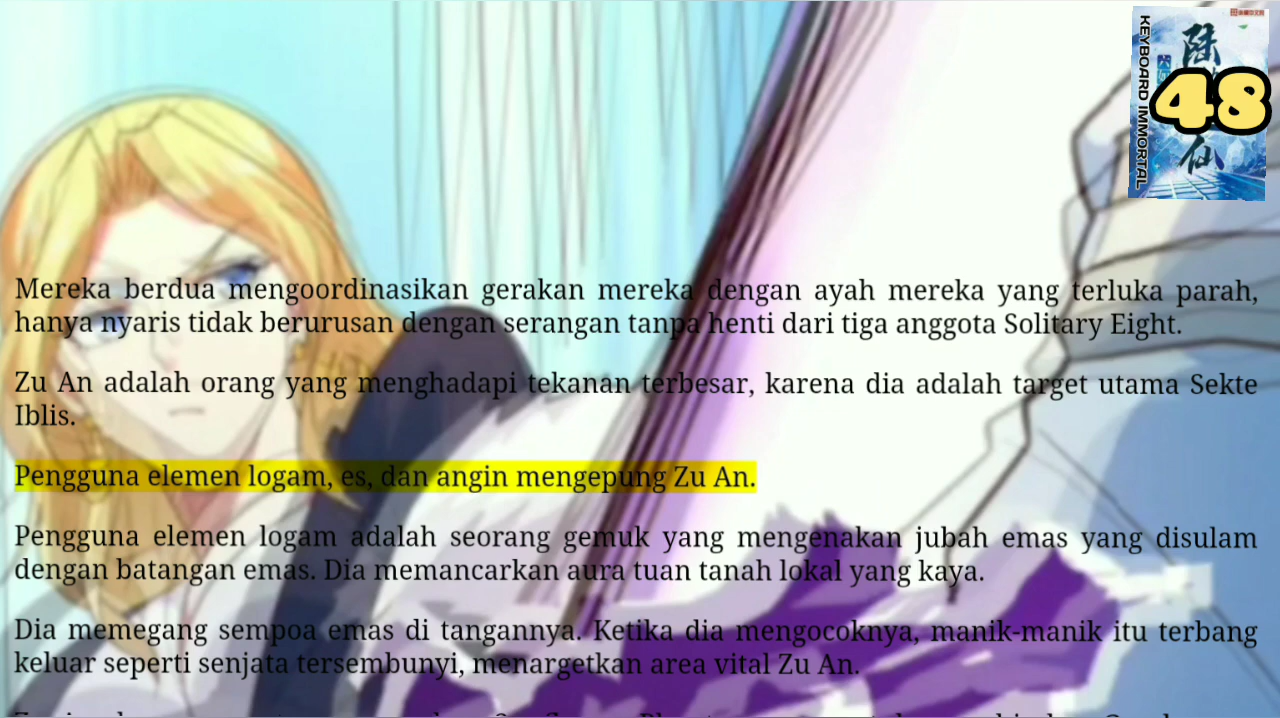 KEYBOARD IMMORTAL
48
仙
Mereka berdua mengoordinasikan gerakan mereka dengan ayah mereka yang terluka parah,
hanya nyaris tidak berurusan dengan serangan tanpa henti dari tiga anggota Solitary Eight.
Zu An adalah orang yang menghadapi tekanan terbesar, karena dia adalah target utama Sekte
Iblis.
Pengguna elemen logam, es, dan angin mengepung Zu An.
Pengguna elemen logam adalah seorang gemuk yang mengenakan jubah emas yang disulam
dengan batangan emas. Dia memancarkan aura tuan tanah lokal yang kaya.
Dia memegang sempoa emas di tangannya. Ketika dia mengocoknya, manik-manik itu terbang
keluar seperti senjata tersembunyi, menargetkan area vital Zu An.